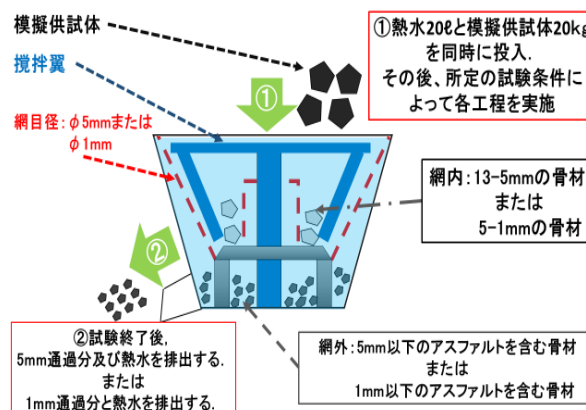 模擬供試体
撹拌翼
網目径：φ5mmまたは
φ1mm
①熱水20ℓと模擬供試体20kg
を同時に投入.
その後、所定の試験条件に
よって各工程を実施
①
網内：13-5mmの骨材
または
5-1mmの骨材
②
②試験終了後,
5mm通過分及び熱水を排出する.
または
1mm通過分と熱水を排出する.
網外：5mm以下のアスファルトを含む骨材
または
1mm以下のアスファルトを含む骨材